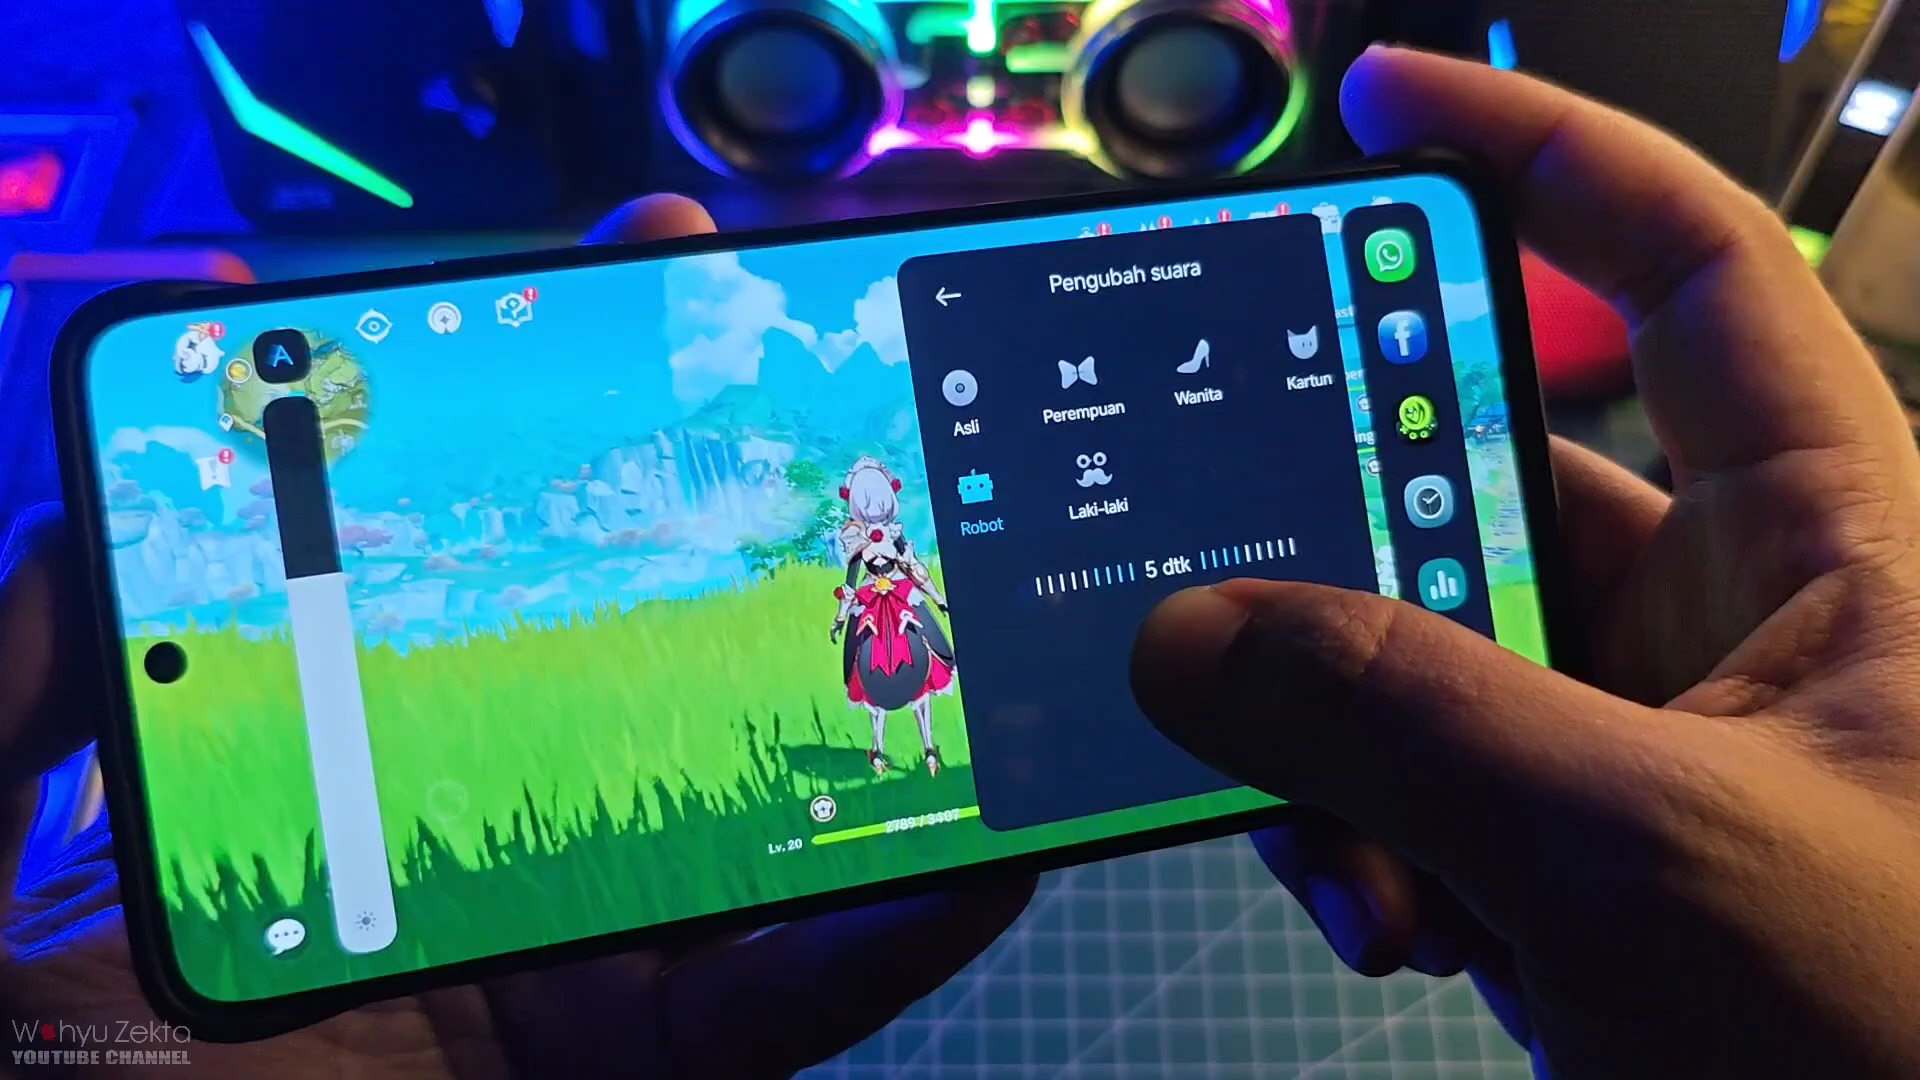 Pengubah suara
Asli
Perempuan
Wanita
Kartun
Robot
Laki-laki
5 dtk
A
f
Lv. 20
2789 / 3407
Wahyu Zekta
YOUTUBE CHANNEL